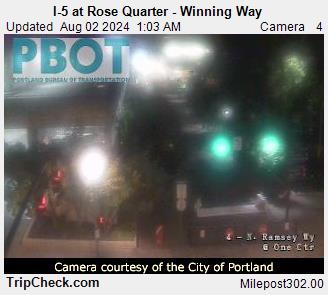 I-5 at Rose Quarter - Winning Way
Updated Aug 02 2024 1:03 AM Camera 4
PBOT
PORTLAND BUREAU OF TRANSPORTATION
4 - N. Ramsey Wy
@ One Ctr
Camera courtesy of the City of Portland
TripCheck.com Milepost302.00